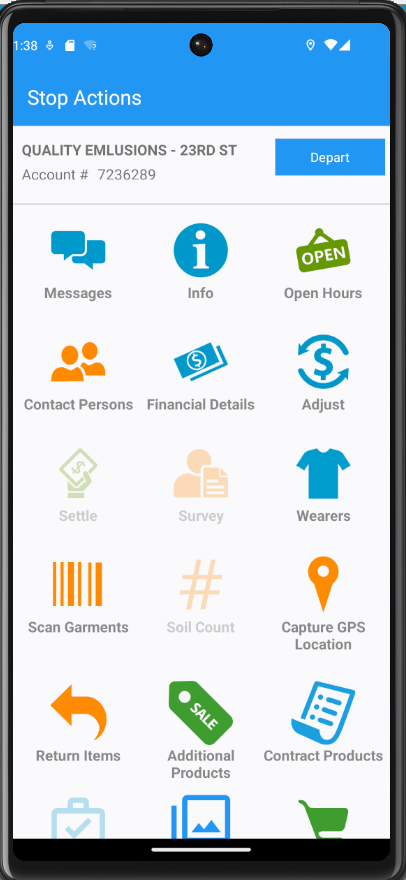 1:38
Stop Actions
QUALITY EMLUSIONS - 23RD ST
Depart
Account # 7236289
OPEN
Messages
Info
Open Hours
Contact Persons
Financial Details
Adjust
Settle
Survey
Wearers
Scan Garments
Soil Count
Capture GPS
Location
SALE
Return Items
Additional
Products
Contract Products